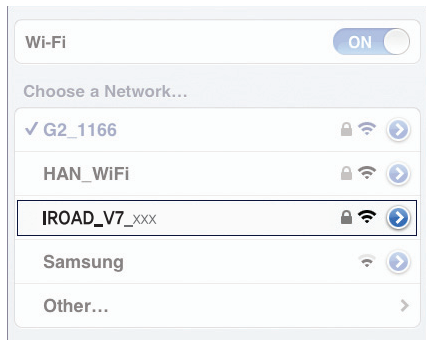 Wi-Fi ON
Choose a Network...
✓ G2_1166
HAN_WiFi
IROAD_V7_xxx
Samsung
Other...